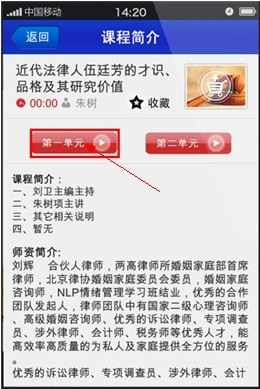 中国移动 14:20
返回 课程简介
近代法律人伍廷芳的才识、
品格及其研究价值
00:00 朱树 收藏
第一单元 第二单元
课程简介:
一、刘卫主编主持
二、朱树项主讲
三、其它相关说明
四、暂无
师资简介:
刘辉 合伙人律师，两高律师所婚姻家庭部首席
律师，北京律协婚姻家庭委员会委员，婚姻家庭
咨询师，NLP情绪管理学习班结业，优秀的合作
团队发起人，律师团队中有国家二级心理咨询师
、高级婚姻咨询师、优秀的诉讼律师、专项调查
员、涉外律师、会计师、税务师等优秀人才，能
高效率高质量的为私人及家庭提供全方位的服务
。
优秀的诉讼律师、专项调查员、涉外律师、会计